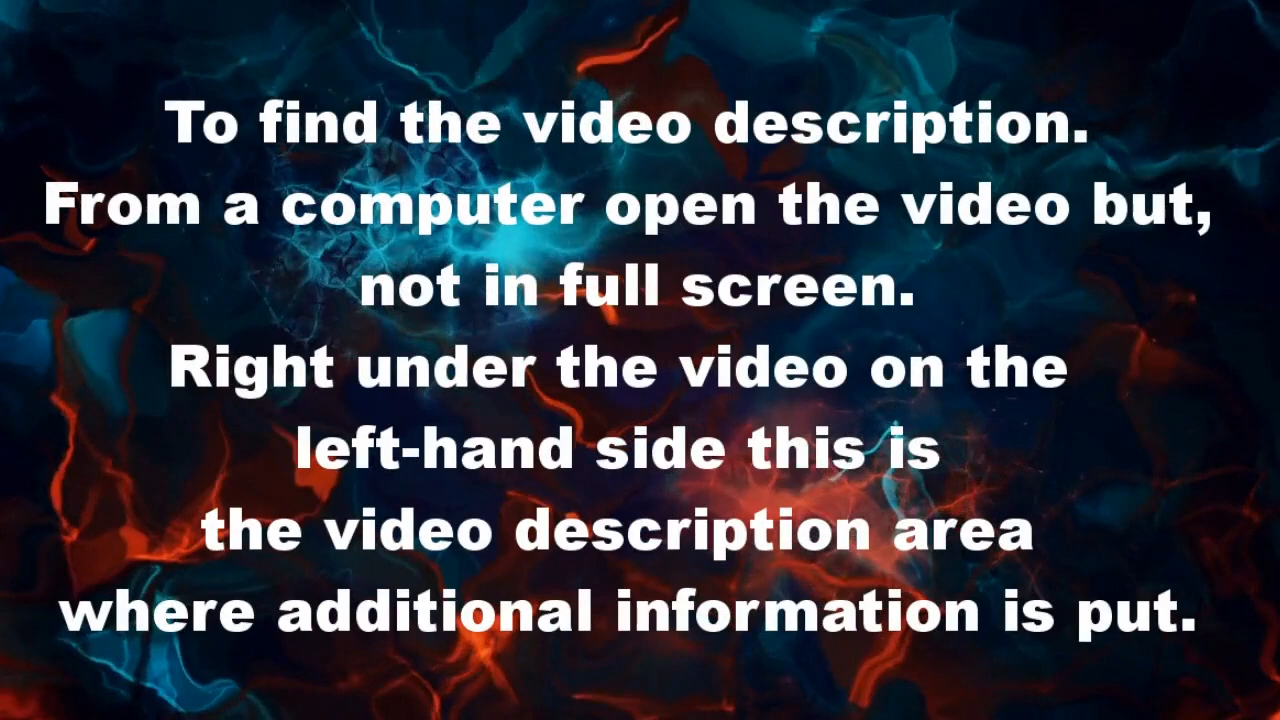 To find the video description.
From a computer open the video but,
not in full screen.
Right under the video on the
left-hand side this is
the video description area
where additional information is put.